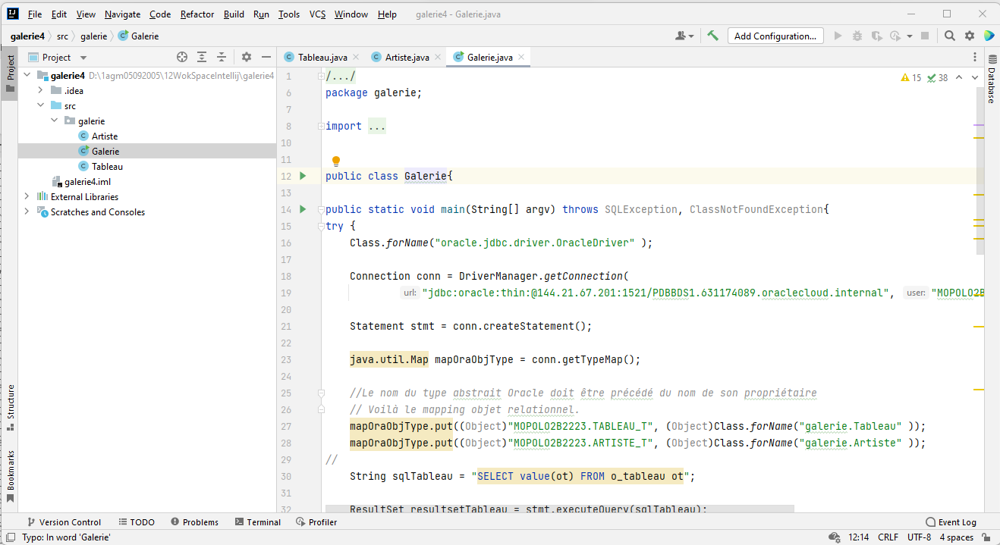 File Edit View Navigate Code Refactor Build Run Tools VCS Window Help galerie4 - Galerie.java
galerie4 src galerie Galerie Add Configuration...
Project Tableau.java Artiste.java Galerie.java
Project
galerie4 D:\1agm05092005\12WokSpaceIntellij\galerie4
.idea
src
galerie
Artiste
Galerie
Tableau
galerie4.iml
External Libraries
Scratches and Consoles
Structure
Bookmarks
15 38
Database
1 /.../
6 package galerie;
7
8 import ...
10
11
12 public class Galerie{
13
14 public static void main(String[] argv) throws SQLException, ClassNotFoundException{
15 try {
16 Class.forName("oracle.jdbc.driver.OracleDriver" );
17
18 Connection conn = DriverManager.getConnection(
19 url: "jdbc:oracle:thin:@144.21.67.201:1521/PDBBDS1.631174089.oraclecloud.internal", user: "MOPOLO2B
20
21 Statement stmt = conn.createStatement();
22
23 java.util.Map mapOraObjType = conn.getTypeMap();
24
25 //Le nom du type abstrait Oracle doit être précédé du nom de son propriétaire
26 // Voilà le mapping objet relationnel.
27 mapOraObjType.put((Object)"MOPOLO2B2223.TABLEAU_T", (Object)Class.forName("galerie.Tableau" ));
28 mapOraObjType.put((Object)"MOPOLO2B2223.ARTISTE_T", (Object)Class.forName("galerie.Artiste" ));
29 //
30 String sqlTableau = "SELECT value(ot) FROM o_tableau ot";
31
32 ResultSet resultsetTableau = stmt.executeQuery(sqlTableau);
Version Control TODO Problems Terminal Profiler Event Log
Typo: In word 'Galerie' 12:14 CRLF UTF-8 4 spaces